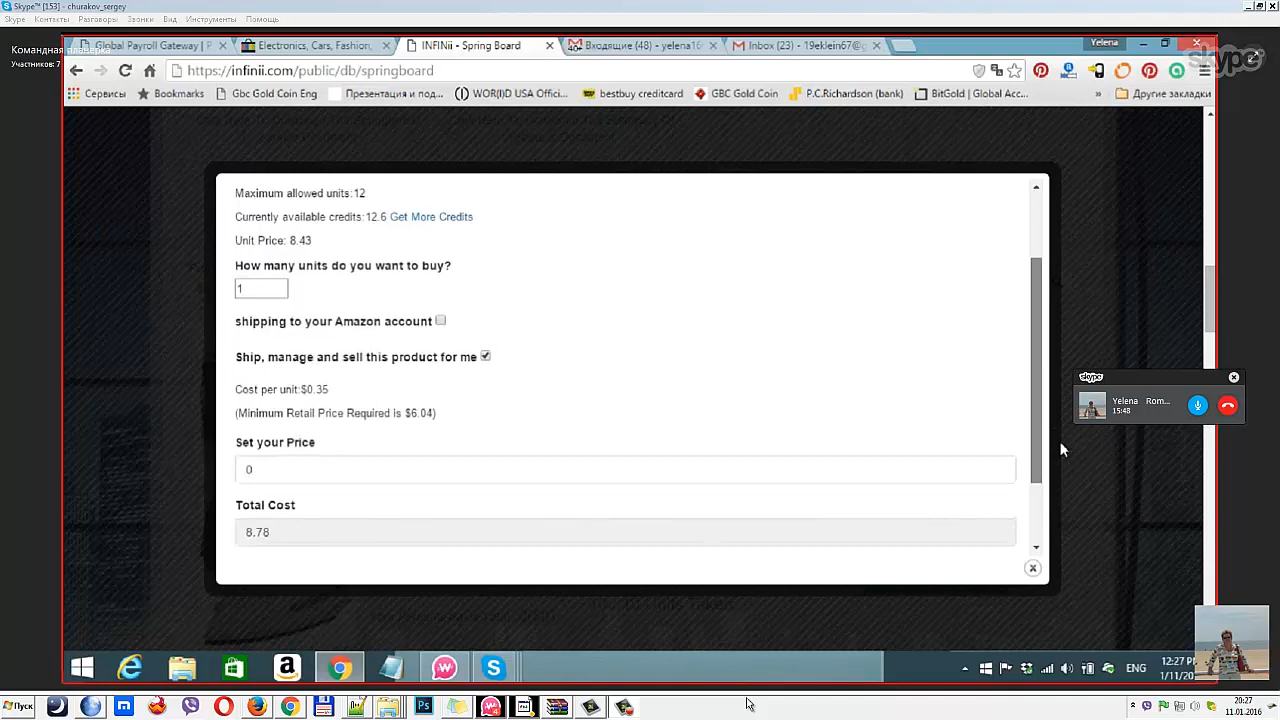 Skype™ [153] - churakov_sergey
Skype Контакты Разговоры Звонки Вид Инструменты Помощь
Командная
Участников: 7
Global Payroll Gateway | P
Electronics, Cars, Fashion,
INFINii - Spring Board
Входящие (48) - yelena16
Inbox (23) - 19eklein67@g
Yelena
https://infinii.com/public/db/springboard
skype
Сервисы
Bookmarks
Gbc Gold Coin Eng
Презентация и под...
WOR(l)D USA Offici...
bestbuy creditcard
GBC Gold Coin
P.C.Richardson (bank)
BitGold | Global Acc...
» Другие закладки
Maximum allowed units:12
Currently available credits:12.6 Get More Credits
Unit Price: 8.43
How many units do you want to buy?
1
shipping to your Amazon account
Ship, manage and sell this product for me
Cost per unit:$0.35
(Minimum Retail Price Required is $6.04)
Set your Price
0
Total Cost
8.78
skype
Yelena Rom...
15:48
ENG
12:27 PM
1/11/20
Пуск
20:27
11.01.2016